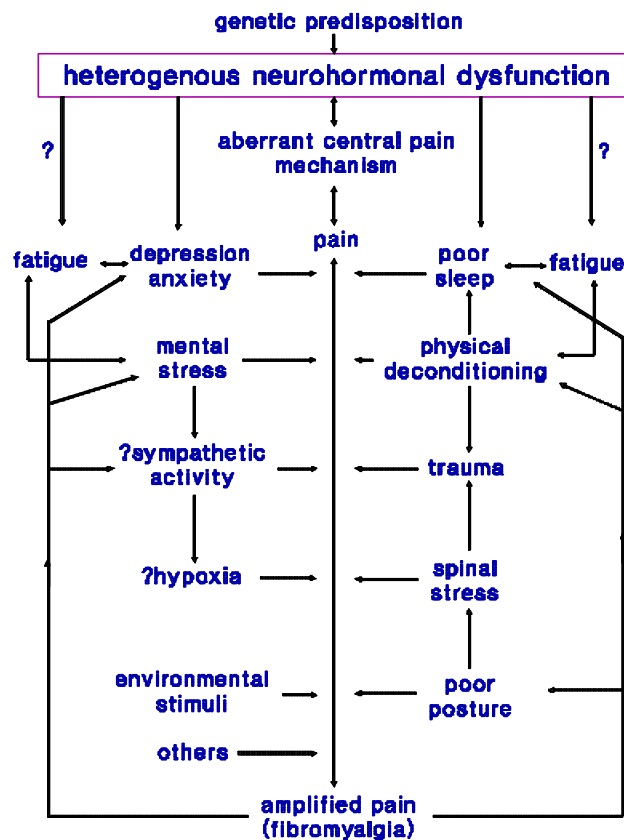 genetic predisposition
heterogenous neurohormonal dysfunction
?
aberrant central pain
mechanism
?
pain
fatigue
depression
anxiety
poor
sleep
fatigue
mental
stress
physical
deconditioning
?sympathetic
activity
trauma
?hypoxia
spinal
stress
environmental
stimuli
poor
posture
others
amplified pain
(fibromyalgia)